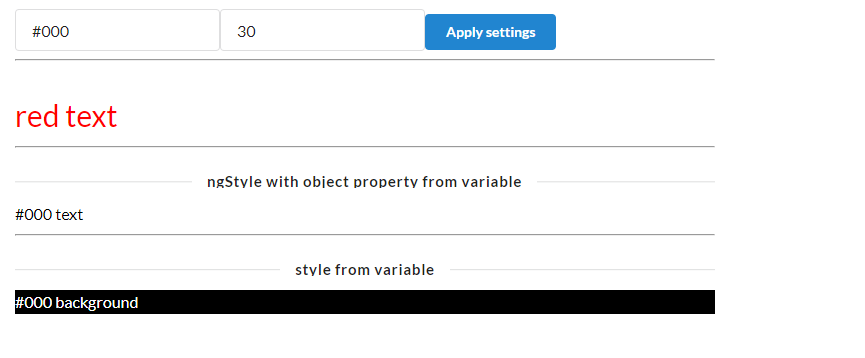 #000 30 Apply settings
red text
ngStyle with object property from variable
#000 text
style from variable
#000 background